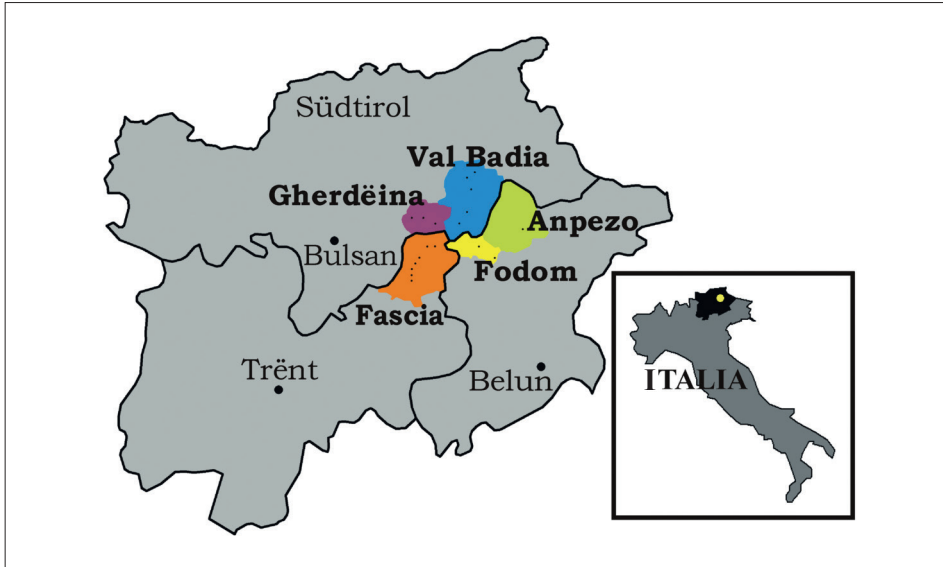 Südtirol
Val Badia
Gherdëina
Anpezo
Bulsan
Fodom
Fascia
Trënt
Belun
ITALIA